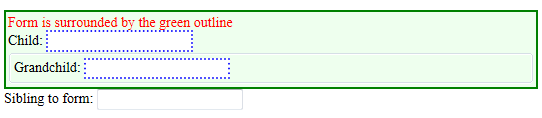 Form is surrounded by the green outline
Child:
Grandchild:
Sibling to form: